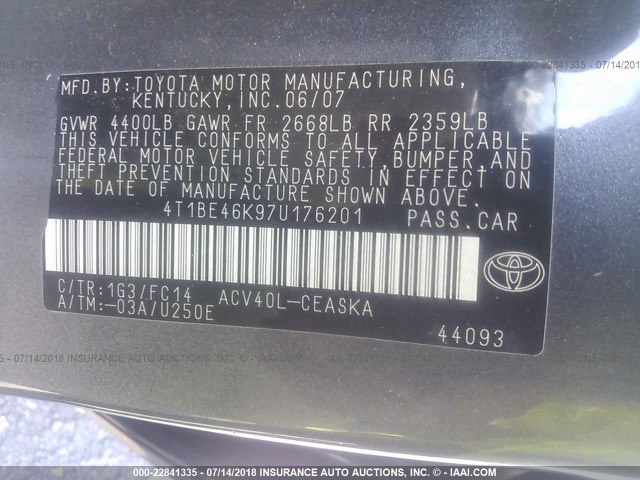 MFD.BY:TOYOTA MOTOR MANUFACTURING,
KENTUCKY,INC.06/07
GVWR 4400LB GAWR FR 2668LB RR 2359LB
THIS VEHICLE CONFORMS TO ALL APPLICABLE
FEDERAL MOTOR VEHICLE SAFETY, BUMPER AND
THEFT PREVENTION STANDARDS IN EFFECT ON
THE DATE OF MANUFACTURE SHOWN ABOVE.
4T1BE46K97U176201 PASS.CAR
C/TR:1G3/FC14 ACV40L-CEASKA
A/TM:-03A/U250E
44093
000-22841335 - 07/14/2018 INSURANCE AUTO AUCTIONS, INC. © - IAAI.COM